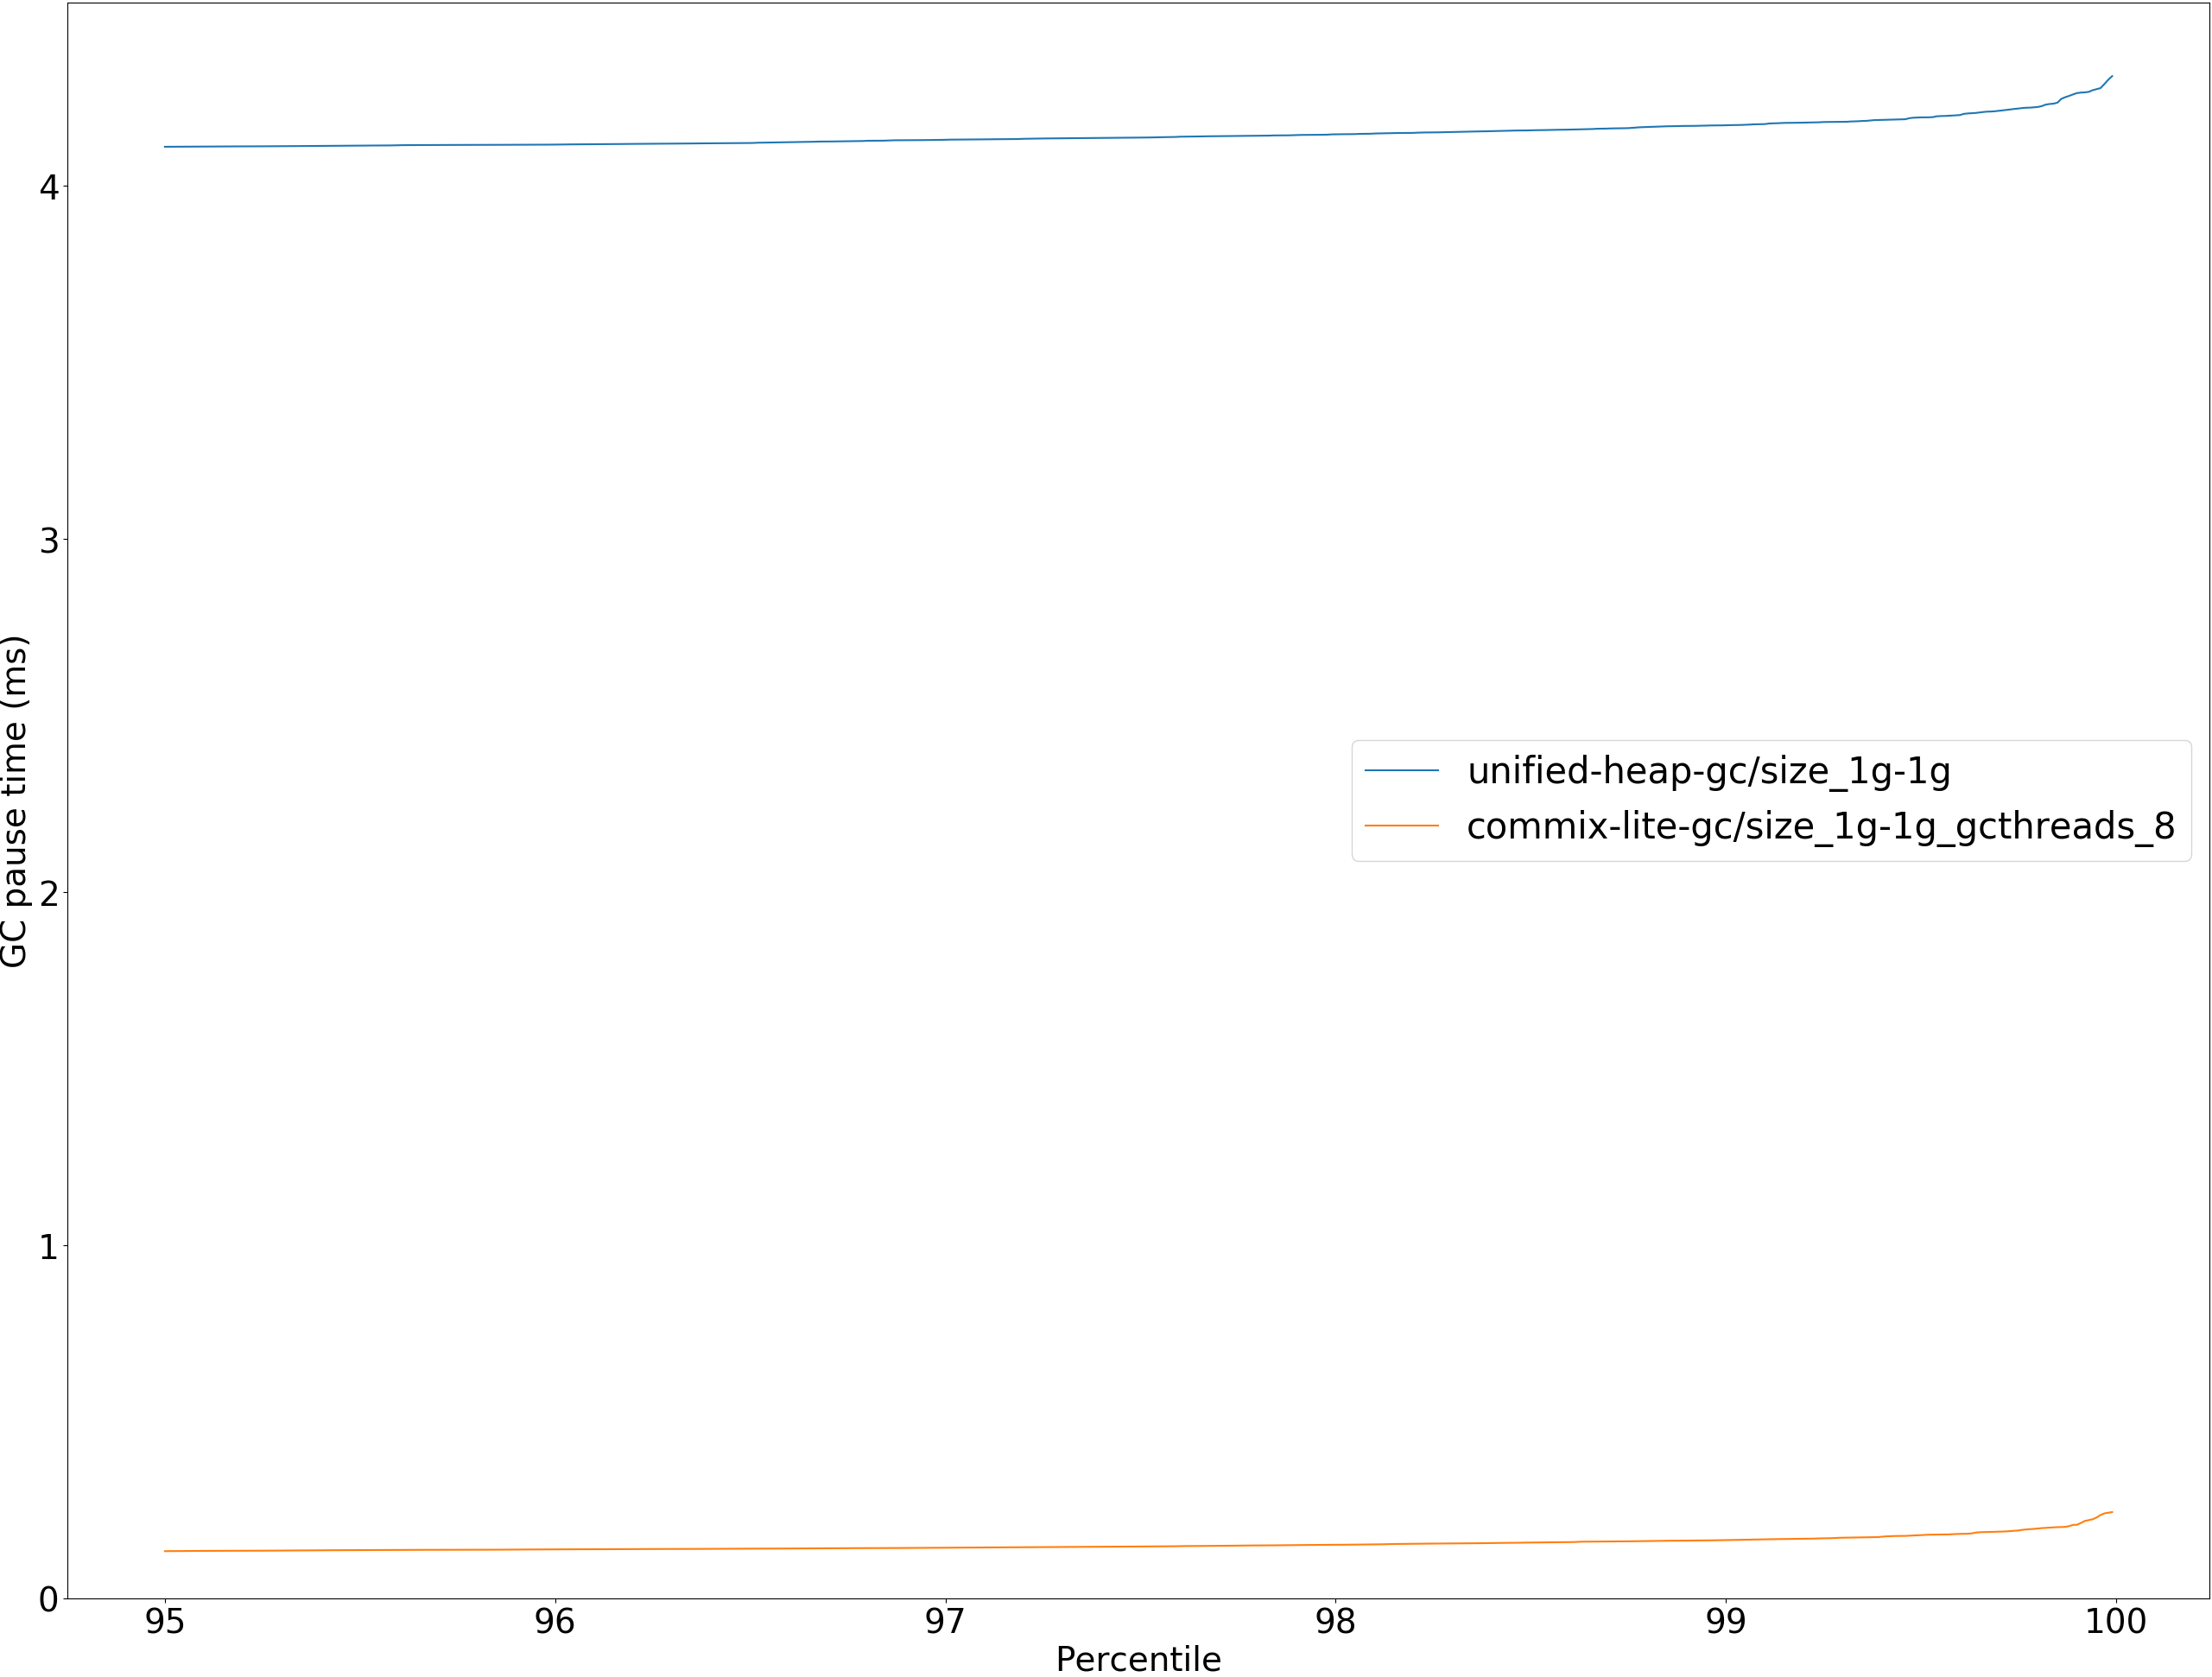 GC pause time (ms)
4
3
2
1
0
unified-heap-gc/size_1g-1g
commix-lite-gc/size_1g-1g_gcthreads_8
95 96 97 98 99 100
Percentile